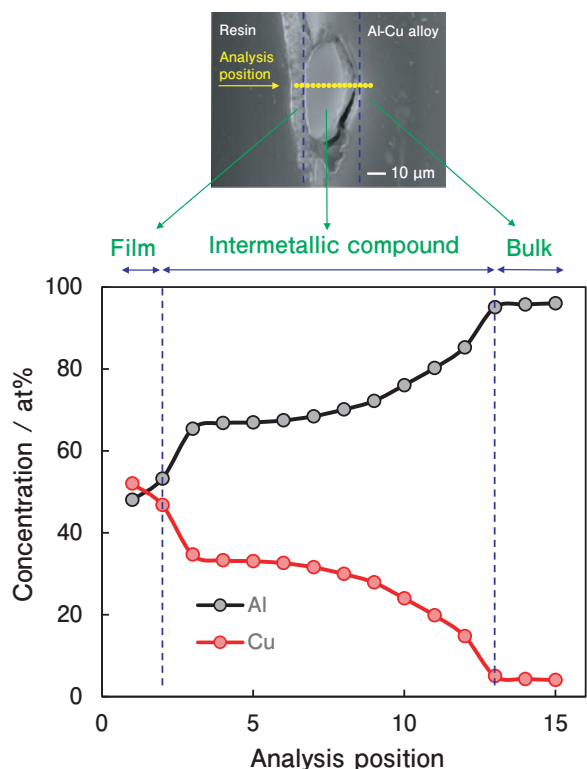 Resin
Al-Cu alloy
Analysis
position
10 μm
Film
Intermetallic compound
Bulk
100
80
60
40
20
0
Concentration / at%
Al
Cu
0
5
10
15
Analysis position